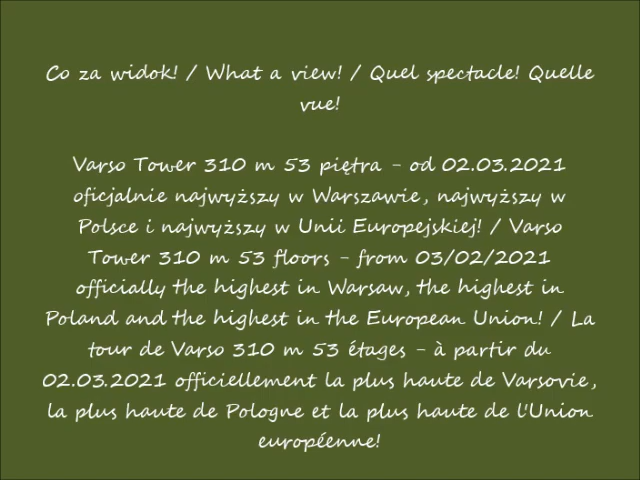 Co za widok! / What a view! / Quel spectacle! Quelle
vue!
Varso Tower 310 m 53 piętra - od 02.03.2021
oficjalnie najwyższy w Warszawie, najwyższy w
Polsce i najwyższy w Unii Europejskiej! / Varso
Tower 310 m 53 floors - from 03/02/2021
officially the highest in Warsaw, the highest in
Poland and the highest in the European Union! / La
tour de Varso 310 m 53 étages - à partir du
02.03.2021 officiellement la plus haute de Varsovie,
la plus haute de Pologne et la plus haute de l'Union
européenne!